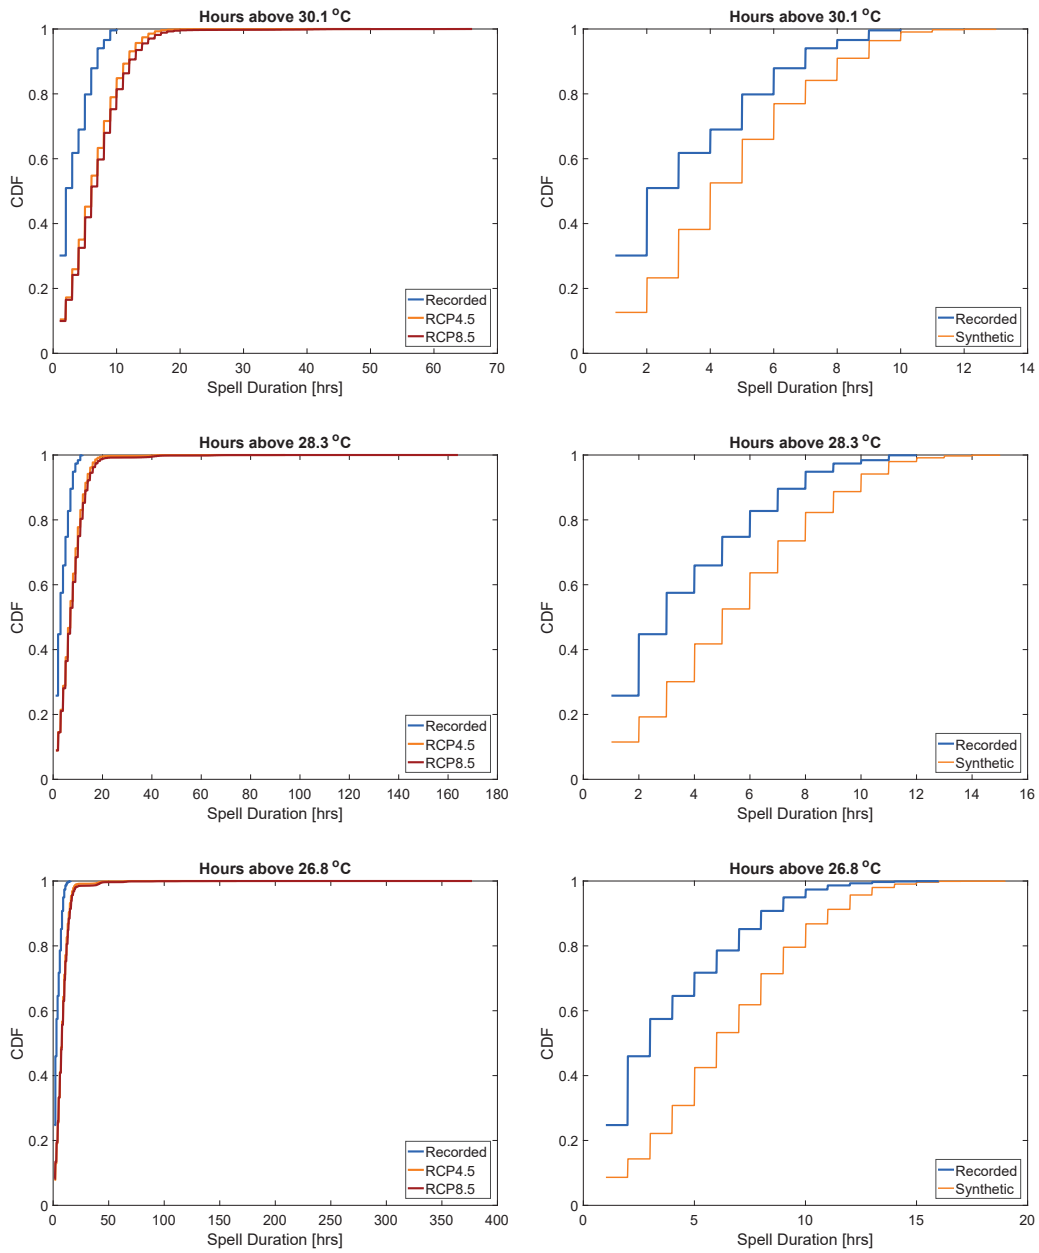 Hours above 30.1 °C
1
0.8
0.6
0.4
0.2
0
CDF
0 10 20 30 40 50 60 70
Spell Duration [hrs]
Recorded
RCP4.5
RCP8.5
Hours above 30.1 °C
1
0.8
0.6
0.4
0.2
0
CDF
0 2 4 6 8 10 12 14
Spell Duration [hrs]
Recorded
Synthetic
Hours above 28.3 °C
1
0.8
0.6
0.4
0.2
0
CDF
0 20 40 60 80 100 120 140 160 180
Spell Duration [hrs]
Recorded
RCP4.5
RCP8.5
Hours above 28.3 °C
1
0.8
0.6
0.4
0.2
0
CDF
0 2 4 6 8 10 12 14 16
Spell Duration [hrs]
Recorded
Synthetic
Hours above 26.8 °C
1
0.8
0.6
0.4
0.2
0
CDF
0 50 100 150 200 250 300 350 400
Spell Duration [hrs]
Recorded
RCP4.5
RCP8.5
Hours above 26.8 °C
1
0.8
0.6
0.4
0.2
0
CDF
0 5 10 15 20
Spell Duration [hrs]
Recorded
Synthetic